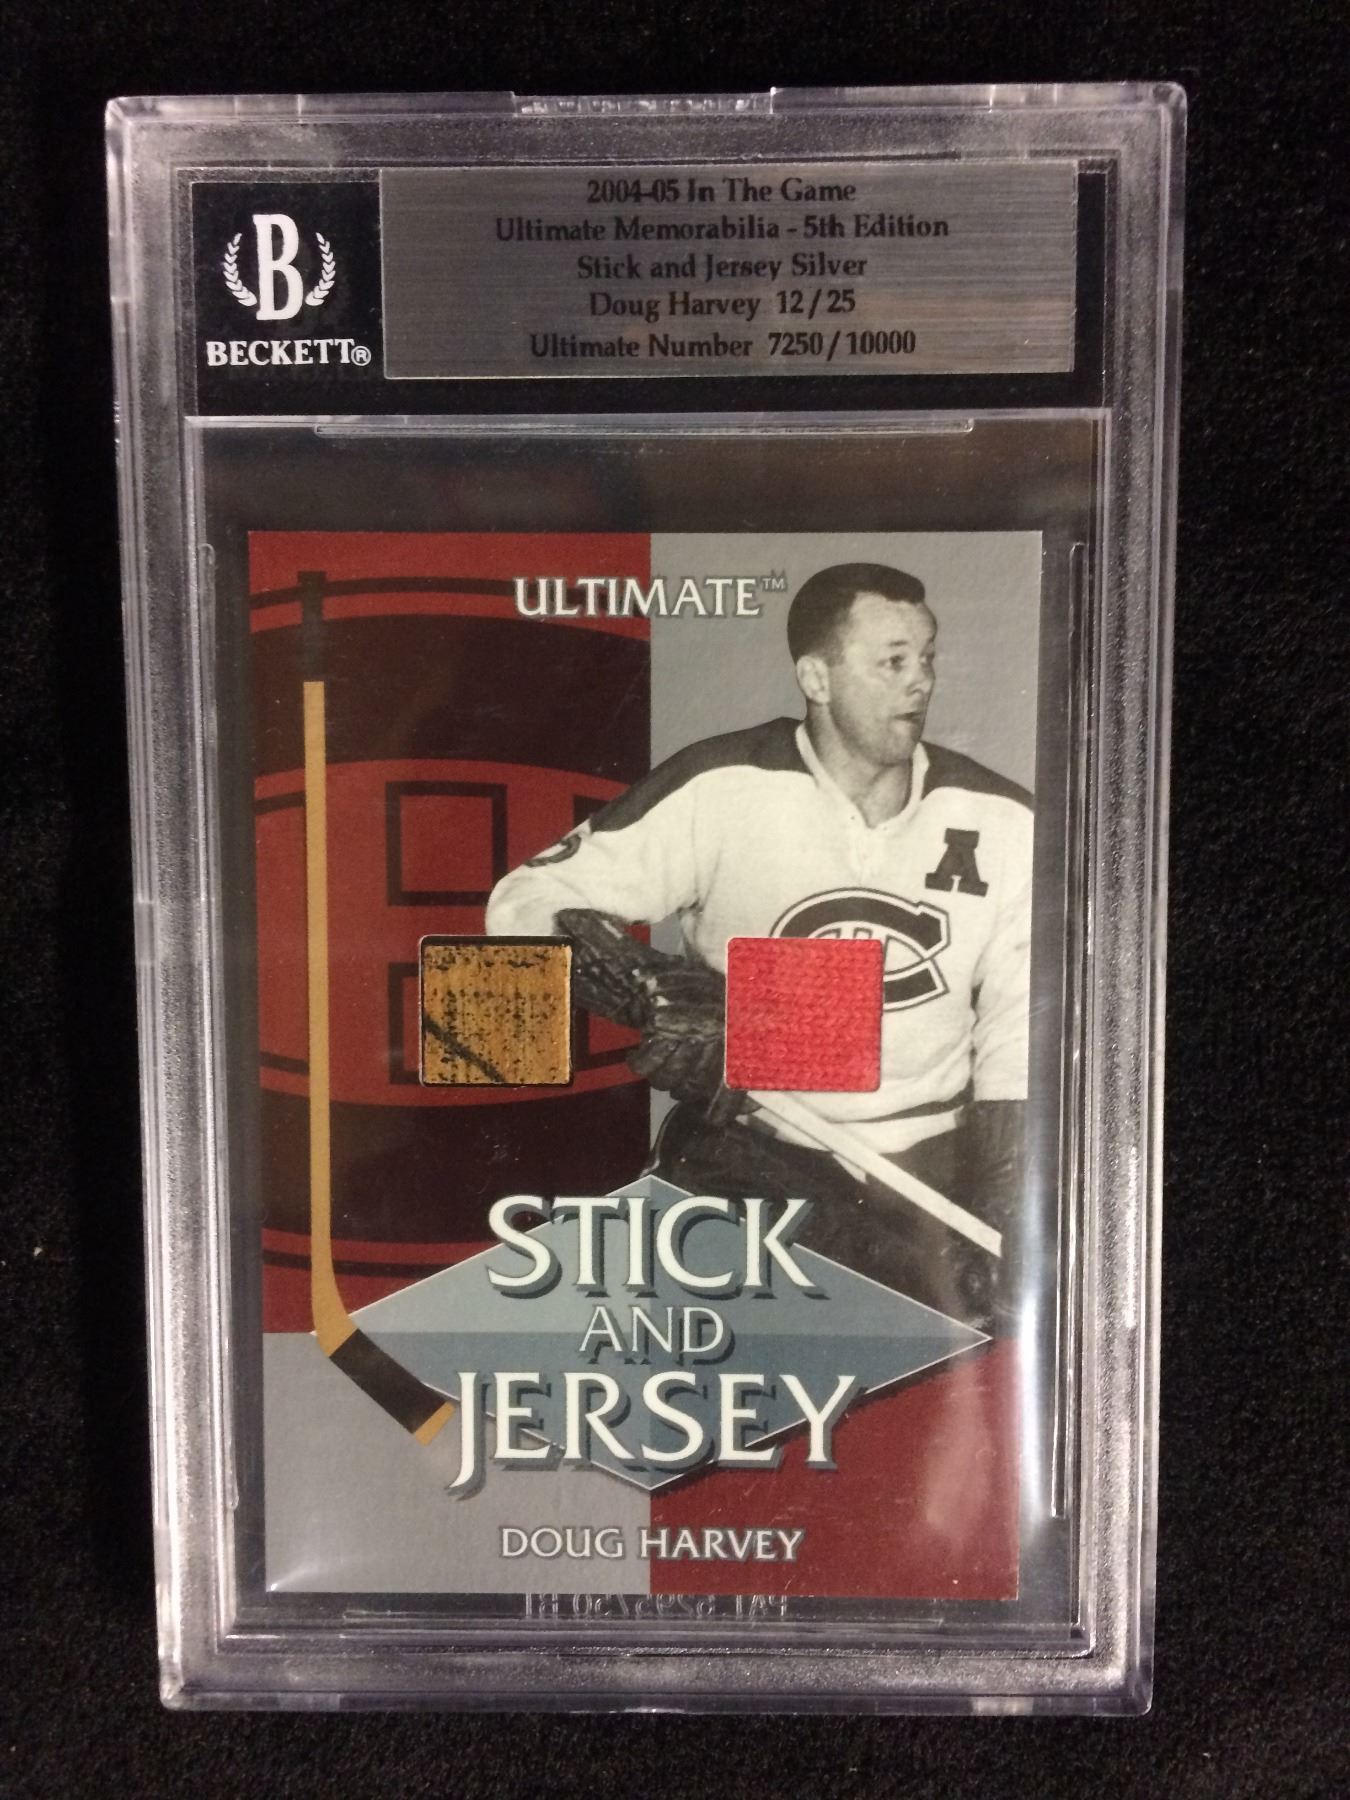 2004-05 In The Game
Ultimate Memorabilia - 5th Edition
Stick and Jersey Silver
Doug Harvey 12/25
Ultimate Number 7250/10000
B
BECKETT®
ULTIMATE™
A
STICK
AND
JERSEY
DOUG HARVEY